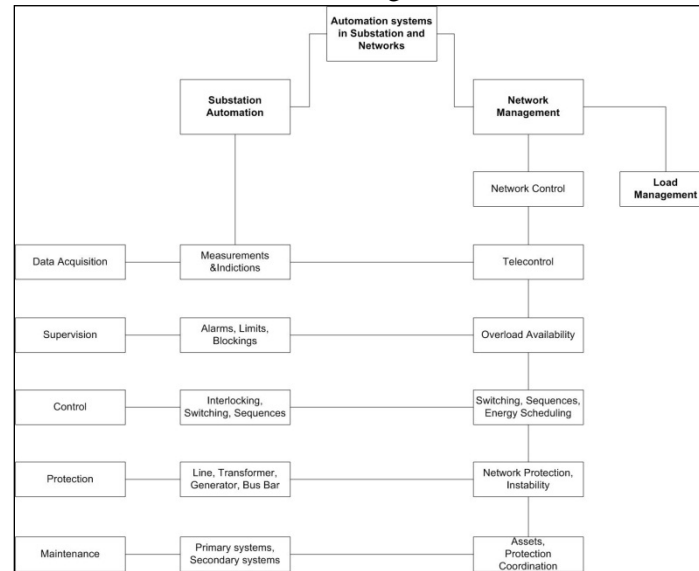 Automation systems
in Substation and
Networks
Substation
Automation
Network
Management
Network Control
Load
Management
Data Acquisition
Measurements
&Indictions
Telecontrol
Supervision
Alarms, Limits,
Blockings
Overload Availability
Control
Interlocking,
Switching, Sequences
Switching, Sequences,
Energy Scheduling
Protection
Line, Transformer,
Generator, Bus Bar
Network Protection,
Instability
Maintenance
Primary systems,
Secondary systems
Assets,
Protection
Coordination